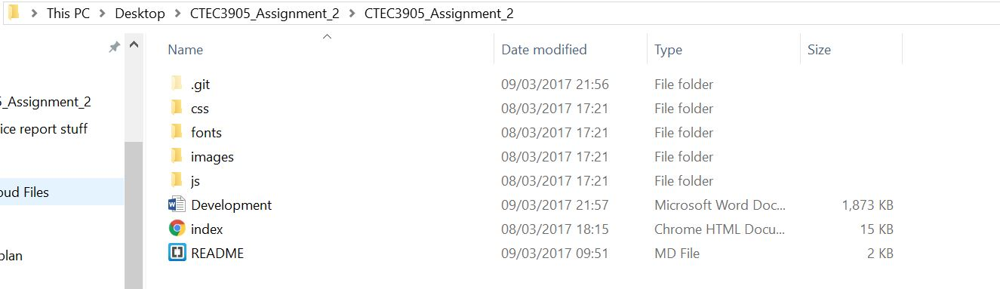 This PC > Desktop > CTEC3905_Assignment_2 > CTEC3905_Assignment_2
Name Date modified Type Size
.git 09/03/2017 21:56 File folder
css 08/03/2017 17:21 File folder
fonts 08/03/2017 17:21 File folder
images 08/03/2017 17:21 File folder
js 08/03/2017 17:21 File folder
Development 09/03/2017 21:57 Microsoft Word Doc... 1,873 KB
index 08/03/2017 18:15 Chrome HTML Docu... 15 KB
README 09/03/2017 09:51 MD File 2 KB
5_Assignment_2
ice report stuff
oud Files
plan